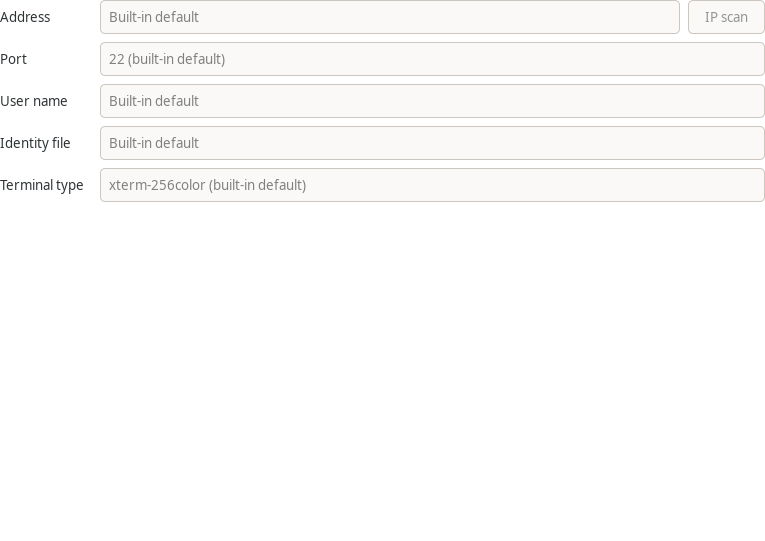 Address Built-in default IP scan
Port 22 (built-in default)
User name Built-in default
Identity file Built-in default
Terminal type xterm-256color (built-in default)